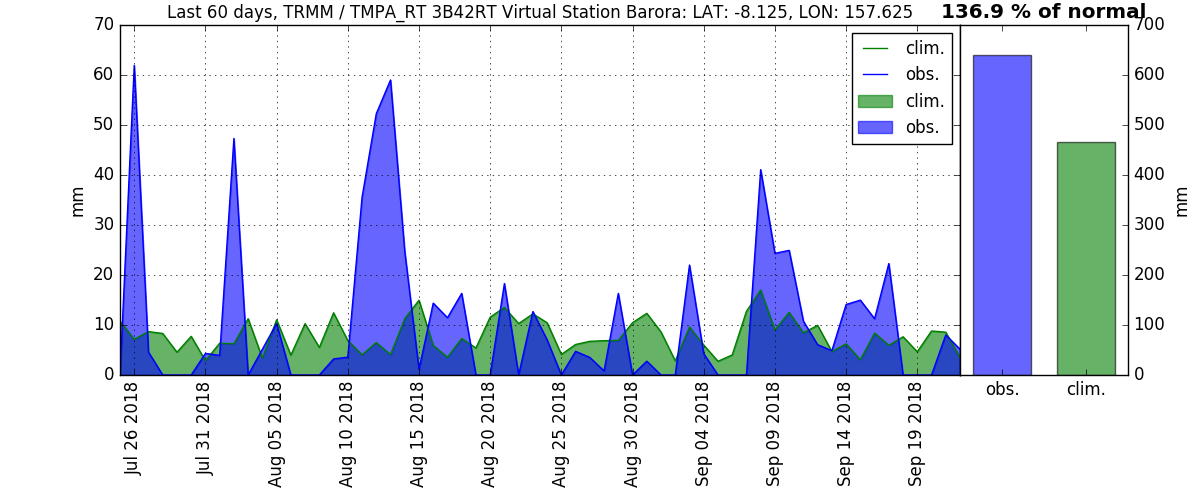 Last 60 days, TRMM / TMPA_RT 3B42RT Virtual Station Barora: LAT: -8.125, LON: 157.625
136.9 % of normal
70
60
50
40
30
20
10
0
mm
clim.
obs.
clim.
obs.
700
600
500
400
300
200
100
0
mm
obs.
clim.
Jul 26 2018
Jul 31 2018
Aug 05 2018
Aug 10 2018
Aug 15 2018
Aug 20 2018
Aug 25 2018
Aug 30 2018
Sep 04 2018
Sep 09 2018
Sep 14 2018
Sep 19 2018